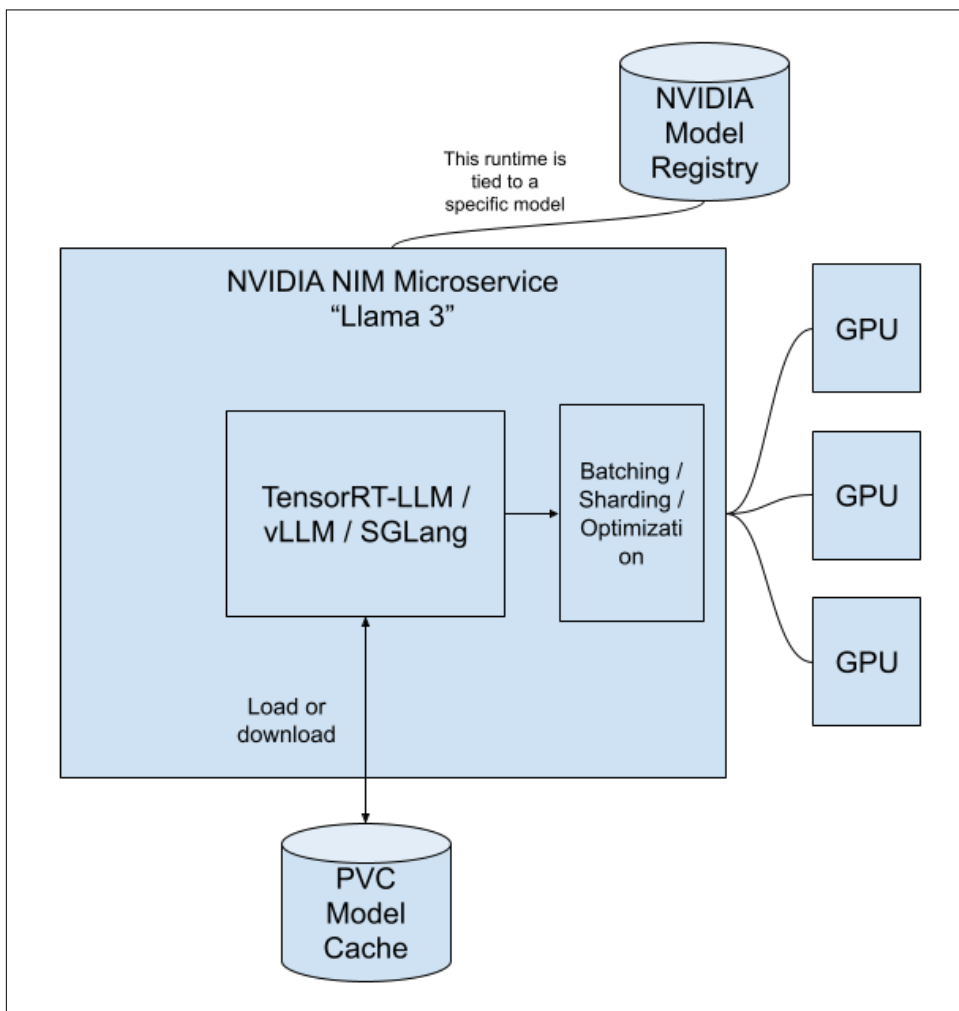 NVIDIA
Model
Registry
This runtime is
tied to a
specific model
NVIDIA NIM Microservice
“Llama 3”
GPU
TensorRT-LLM /
vLLM / SGLang
Batching /
Sharding /
Optimizati
on
GPU
GPU
Load or
download
PVC
Model
Cache